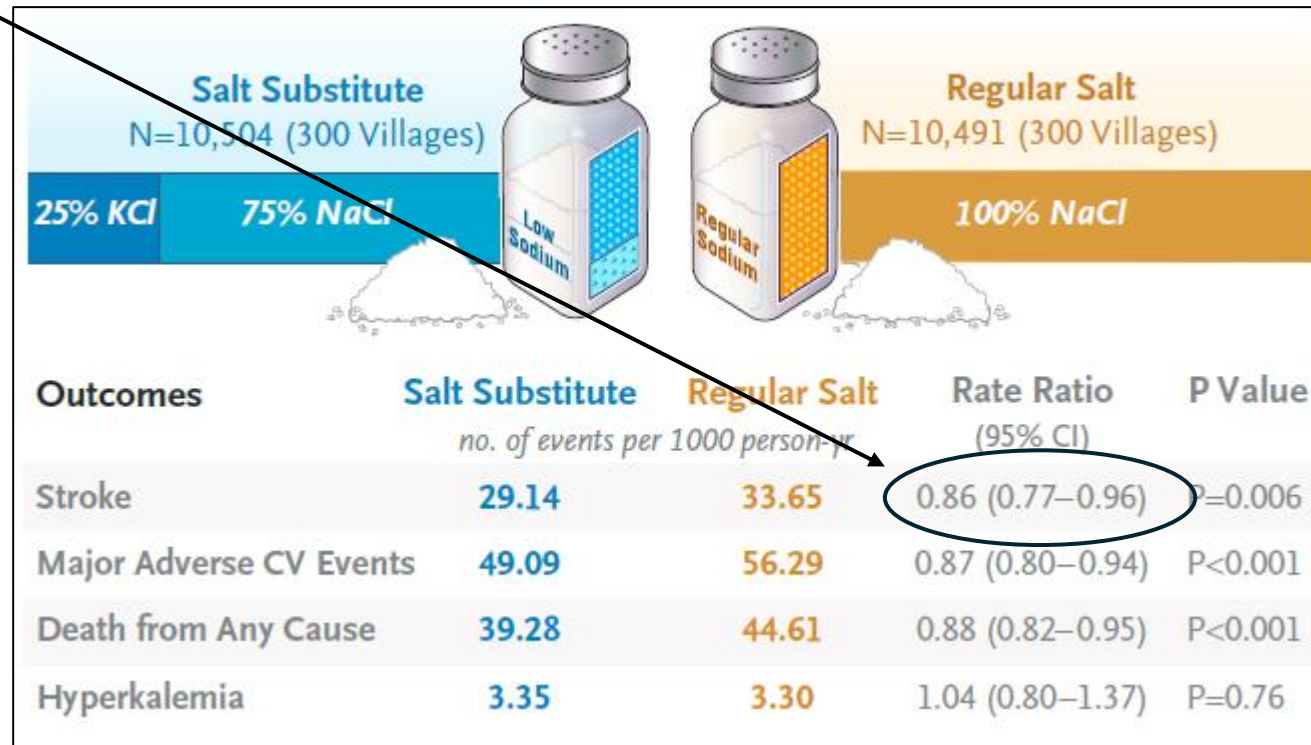 Salt Substitute
N=10,504 (300 Villages)
25% KCl 75% NaCl
Low
Sodium
Regular
Sodium
Regular Salt
N=10,491 (300 Villages)
100% NaCl
Outcomes Salt Substitute Regular Salt Rate Ratio P Value
no. of events per 1000 person-yr (95% CI)
Stroke 29.14 33.65 0.86 (0.77–0.96) P=0.006
Major Adverse CV Events 49.09 56.29 0.87 (0.80–0.94) P<0.001
Death from Any Cause 39.28 44.61 0.88 (0.82–0.95) P<0.001
Hyperkalemia 3.35 3.30 1.04 (0.80–1.37) P=0.76